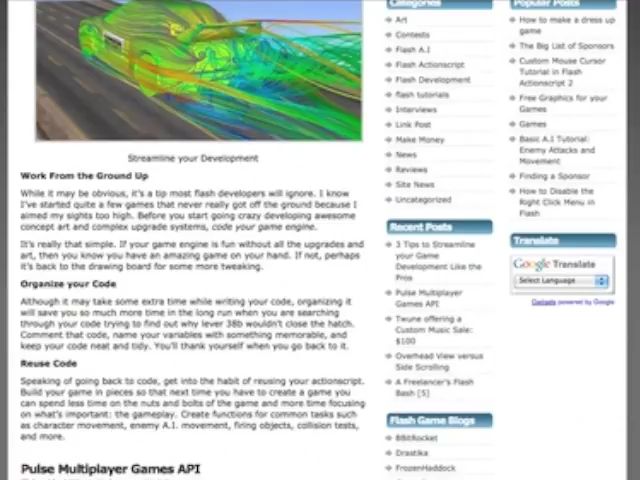 Streamline your Development
Work From the Ground Up
While it may be obvious, it's a tip most flash developers will ignore. I know
I've started quite a few games that never really got off the ground because I
aimed my sights too high. Before you start going crazy developing awesome
concept art and complex upgrade systems, code your game engine.
It's really that simple. If your game engine is fun without all the upgrades and
art, then you know you have an amazing game on your hand. If not, perhaps
it's back to the drawing board for some more tweaking.
Organize your Code
Although it may take some extra time while writing your code, organizing it
will save you so much more time in the long run when you are searching
through your code trying to find out why lever 38b wouldn't close the hatch.
Comment that code, name your variables with something memorable, and
keep your code neat and tidy. You'll thank yourself when you go back to it.
Reuse Code
Speaking of going back to code, get into the habit of reusing your actionscript.
Build your game in pieces so that next time you have to create a game you
can spend less time on the nuts and bolts of the game and more time focusing
on what's important: the gameplay. Create functions for common tasks such
as character movement, enemy A.I. movement, firing objects, collision tests,
and more.
Pulse Multiplayer Games API
Categories
Art
Contests
Flash A.I
Flash Actionscript
Flash Development
flash tutorials
Interviews
Link Post
Make Money
News
Reviews
Site News
Uncategorized
Recent Posts
3 Tips to Streamline
your Game
Development Like the
Pros
Pulse Multiplayer
Games API
Twune offering a
Custom Music Sale:
$100
Overhead View versus
Side Scrolling
A Freelancer's Flash
Bash [5]
Flash Game Blogs
8BitRocket
Drastika
FrozenHaddock
Popular Posts
How to make a dress up
game
The Big List of Sponsors
Custom Mouse Cursor
Tutorial in Flash
Actionscript 2
Free Graphics for your
Games
Games
Basic A.I Tutorial:
Enemy Attacks and
Movement
Finding a Sponsor
How to Disable the
Right Click Menu in
Flash
Translate
Google Translate
Select Language
Gadgets powered by Google